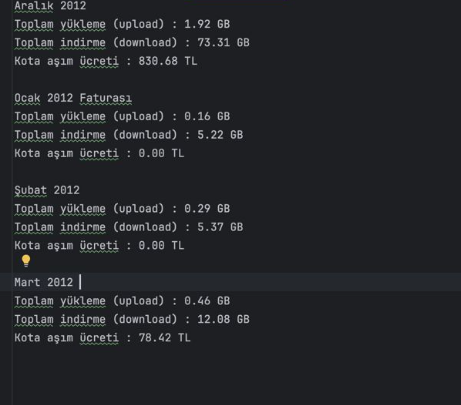 Aralık 2012
Toplam yükleme (upload) : 1.92 GB
Toplam indirme (download) : 73.31 GB
Kota aşım ücreti : 830.68 TL
Ocak 2012 Faturası
Toplam yükleme (upload) : 0.16 GB
Toplam indirme (download) : 5.22 GB
Kota aşım ücreti : 0.00 TL
Şubat 2012
Toplam yükleme (upload) : 0.29 GB
Toplam indirme (download) : 5.37 GB
Kota aşım ücreti : 0.00 TL
Mart 2012
Toplam yükleme (upload) : 0.46 GB
Toplam indirme (download) : 12.08 GB
Kota aşım ücreti : 78.42 TL